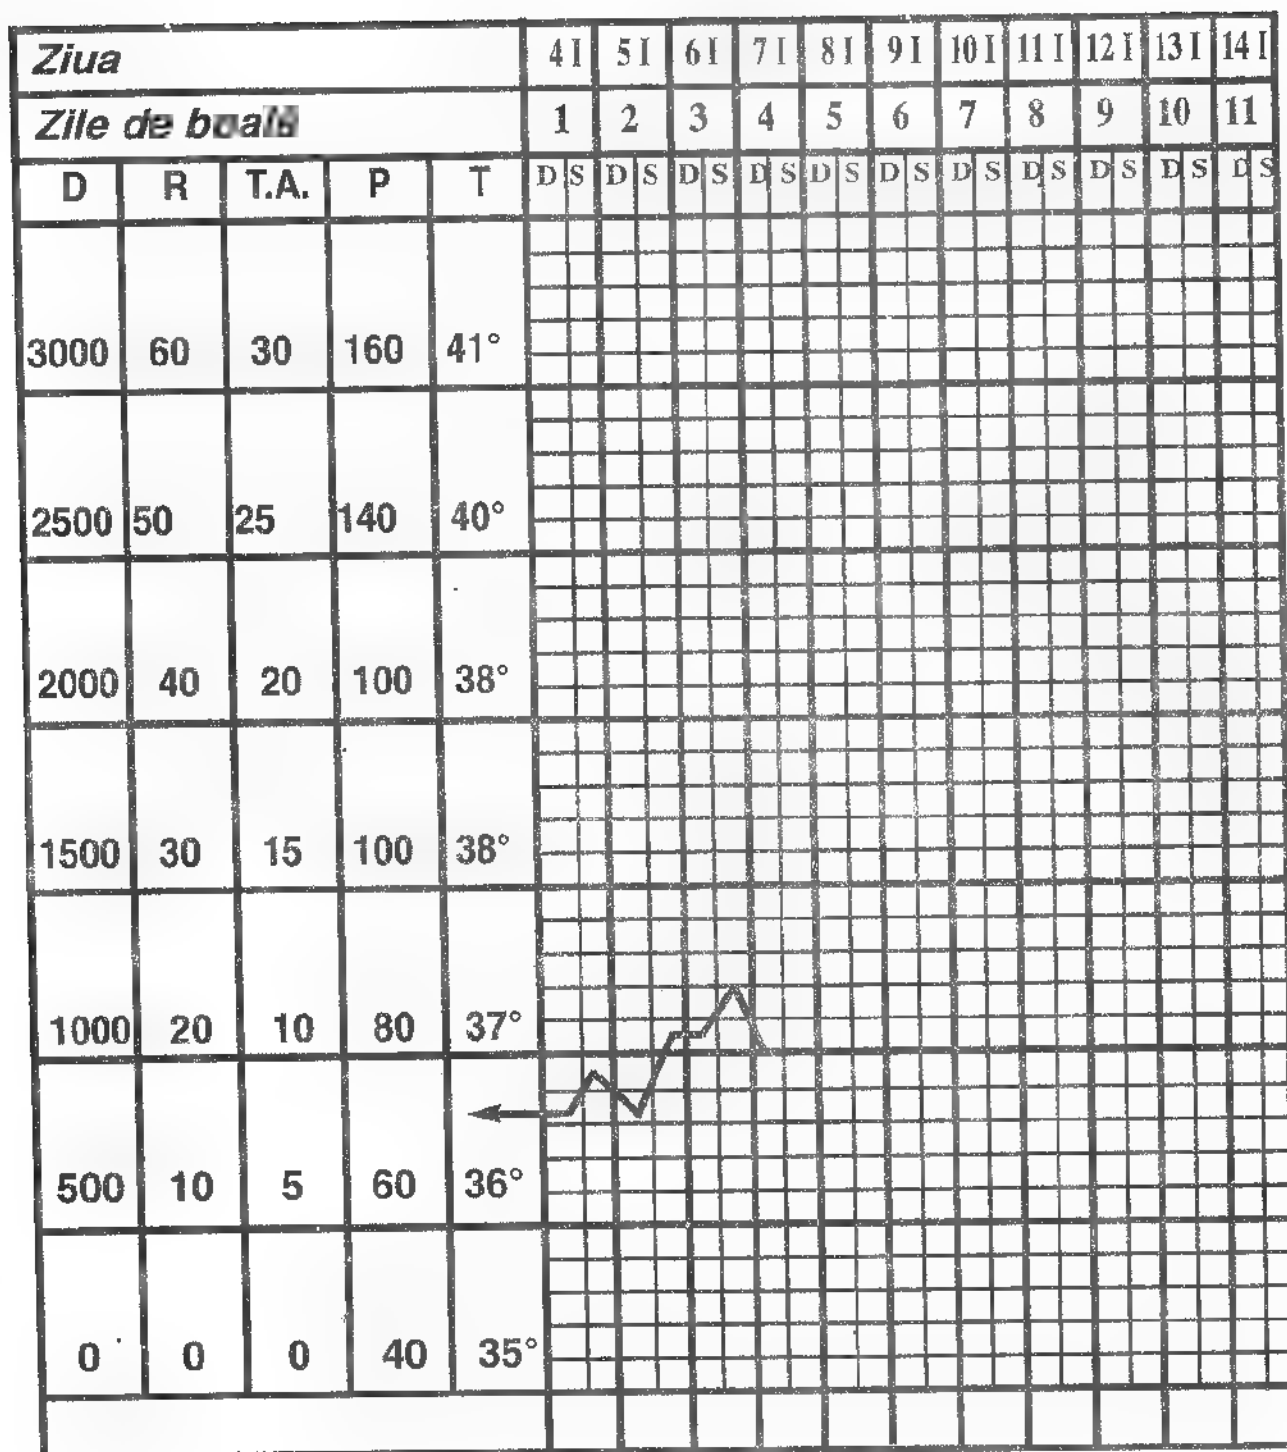 Ziua 4 I 5 I 6 I 7 I 8 I 9 I 10 I 11 I 12 I 13 I 14 I
Zile de boală 1 2 3 4 5 6 7 8 9 10 11
D R T.A. P T D S D S D S D S D S D S D S D S D S D S D S
3000 60 30 160 41°
2500 50 25 140 40°
2000 40 20 100 38°
1500 30 15 100 38°
1000 20 10 80 37°
500 10 5 60 36°
0 0 0 40 35°